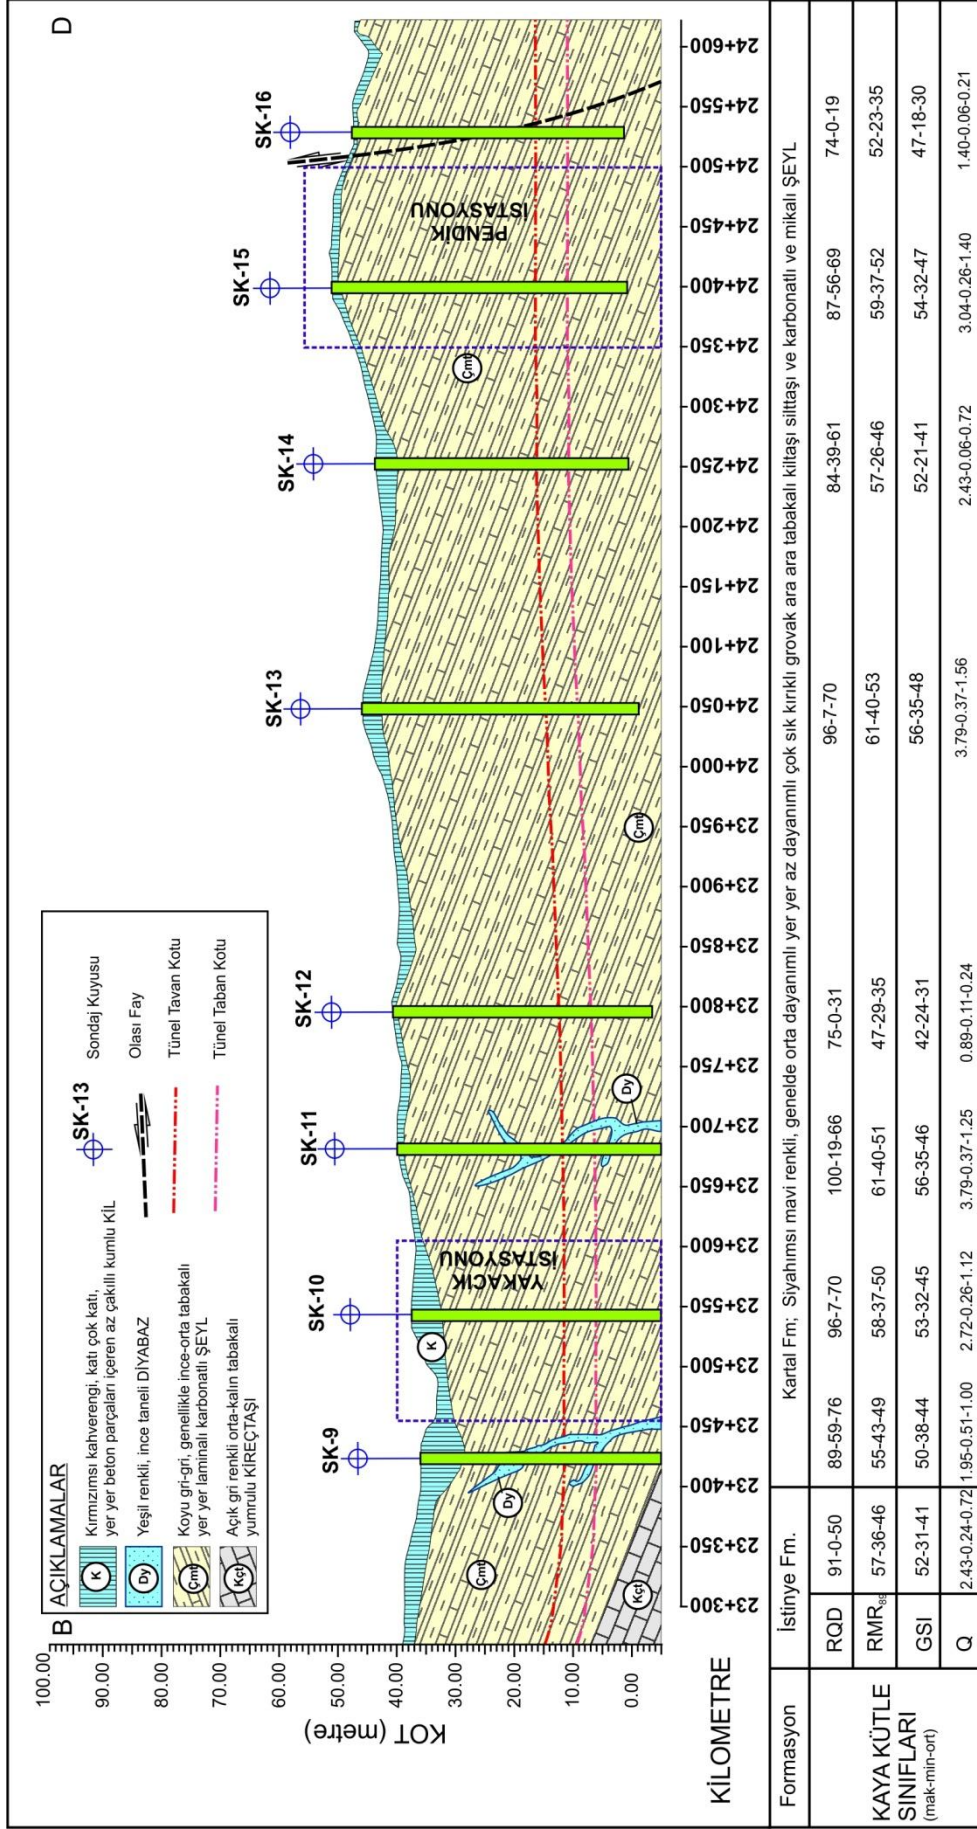 B
D
AÇIKLAMALAR
K
Kırmızımsı kahverengi, katı çok katı,
yer yer beton parçaları içeren az çakıllı kumlu KİL
Dy
Yeşil renkli, ince taneli DİYABAZ
Çmt
Koyu gri-gri, genellikle ince-orta tabakalı
yer yer laminalı karbonatlı ŞEYL
Kçt
Açık gri renkli orta-kalın tabakalı
yumrulu KİREÇTAŞI
SK-13
Sondaj Kuyusu
Olası Fay
Tünel Tavan Kotu
Tünel Taban Kotu
SK-9
SK-10
SK-11
SK-12
SK-13
SK-14
SK-15
SK-16
KOT (metre)
100.00
90.00
80.00
70.00
60.00
50.00
40.00
30.00
20.00
10.00
0.00
YAKACIK
İSTASYONU
PENDİK
İSTASYONU
Çmt
Kçt
Dy
K
Dy
Çmt
Çmt
KİLOMETRE
23+300
23+350
23+400
23+450
23+500
23+550
23+600
23+650
23+700
23+750
23+800
23+850
23+900
23+950
24+000
24+050
24+100
24+150
24+200
24+250
24+300
24+350
24+400
24+450
24+500
24+550
24+600
Formasyon
İstinye Fm.
Kartal Fm; Siyahımsı mavi renkli, genelde orta dayanımlı yer yer az dayanımlı çok sık kırıklı grovak ara ara tabakalı kiltaşı silttaşı ve karbonatlı ve mikalı ŞEYL
KAYA KÜTLE
SINIFLARI
(mak-min-ort)
RQD
91-0-50
89-59-76
96-7-70
100-19-66
75-0-31
96-7-70
84-39-61
87-56-69
74-0-19
RMR89
57-36-46
55-43-49
58-37-50
61-40-51
47-29-35
61-40-53
57-26-46
59-37-52
52-23-35
GSI
52-31-41
50-38-44
53-32-45
56-35-46
42-24-31
56-35-48
52-21-41
54-32-47
47-18-30
Q
2.43-0.24-0.72
1.95-0.51-1.00
2.72-0.26-1.12
3.79-0.37-1.25
0.89-0.11-0.24
3.79-0.37-1.56
2.43-0.06-0.72
3.04-0.26-1.40
1.40-0.06-0.21